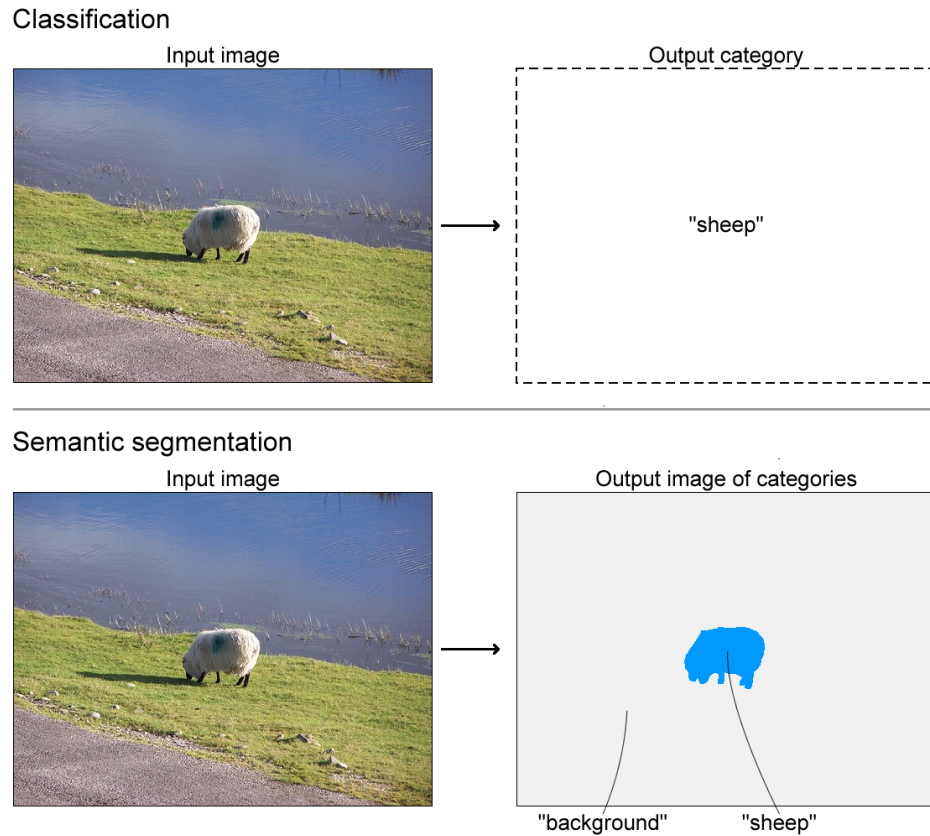 Classification
Input image
Output category
"sheep"
Semantic segmentation
Input image
Output image of categories
"background"
"sheep"